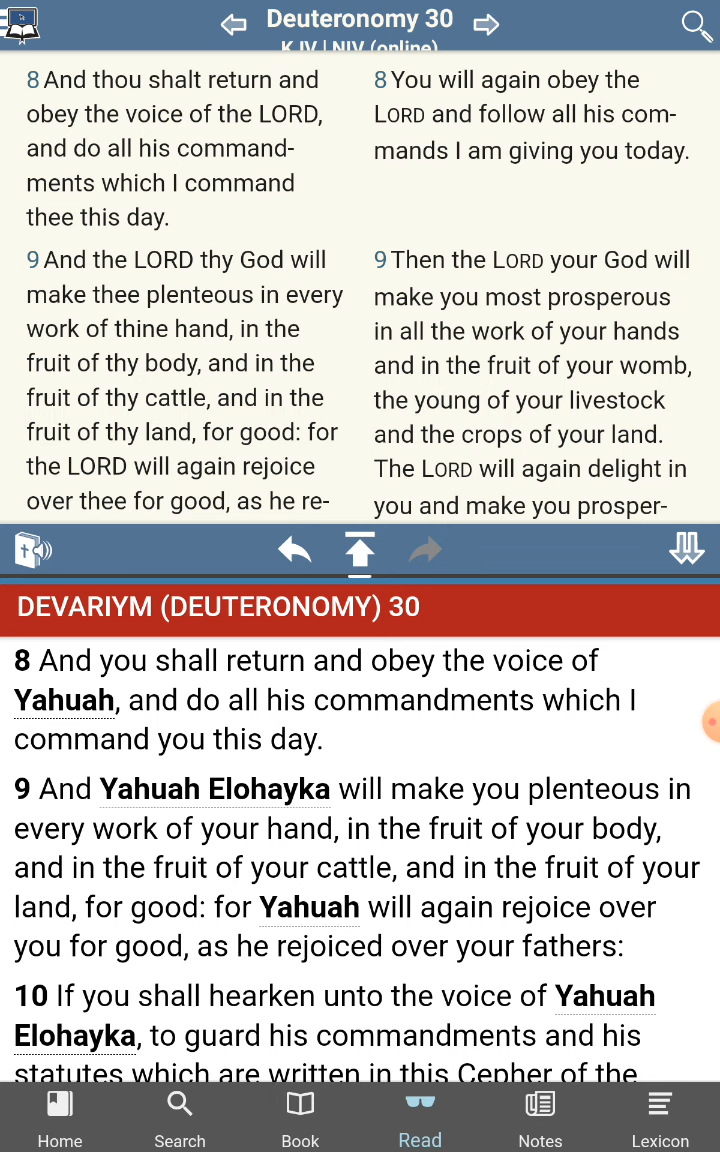 Deuteronomy 30
KJV | NIV (online)
8 And thou shalt return and
obey the voice of the LORD,
and do all his command-
ments which I command
thee this day.
9 And the LORD thy God will
make thee plenteous in every
work of thine hand, in the
fruit of thy body, and in the
fruit of thy cattle, and in the
fruit of thy land, for good: for
the LORD will again rejoice
over thee for good, as he re-
8 You will again obey the
LORD and follow all his com-
mands I am giving you today.
9 Then the LORD your God will
make you most prosperous
in all the work of your hands
and in the fruit of your womb,
the young of your livestock
and the crops of your land.
The LORD will again delight in
you and make you prosper-
DEVARIYM (DEUTERONOMY) 30
8 And you shall return and obey the voice of
Yahuah, and do all his commandments which I
command you this day.
9 And Yahuah Elohayka will make you plenteous in
every work of your hand, in the fruit of your body,
and in the fruit of your cattle, and in the fruit of your
land, for good: for Yahuah will again rejoice over
you for good, as he rejoiced over your fathers:
10 If you shall hearken unto the voice of Yahuah
Elohayka, to guard his commandments and his
statutes which are written in this Cepher of the
Home
Search
Book
Read
Notes
Lexicon